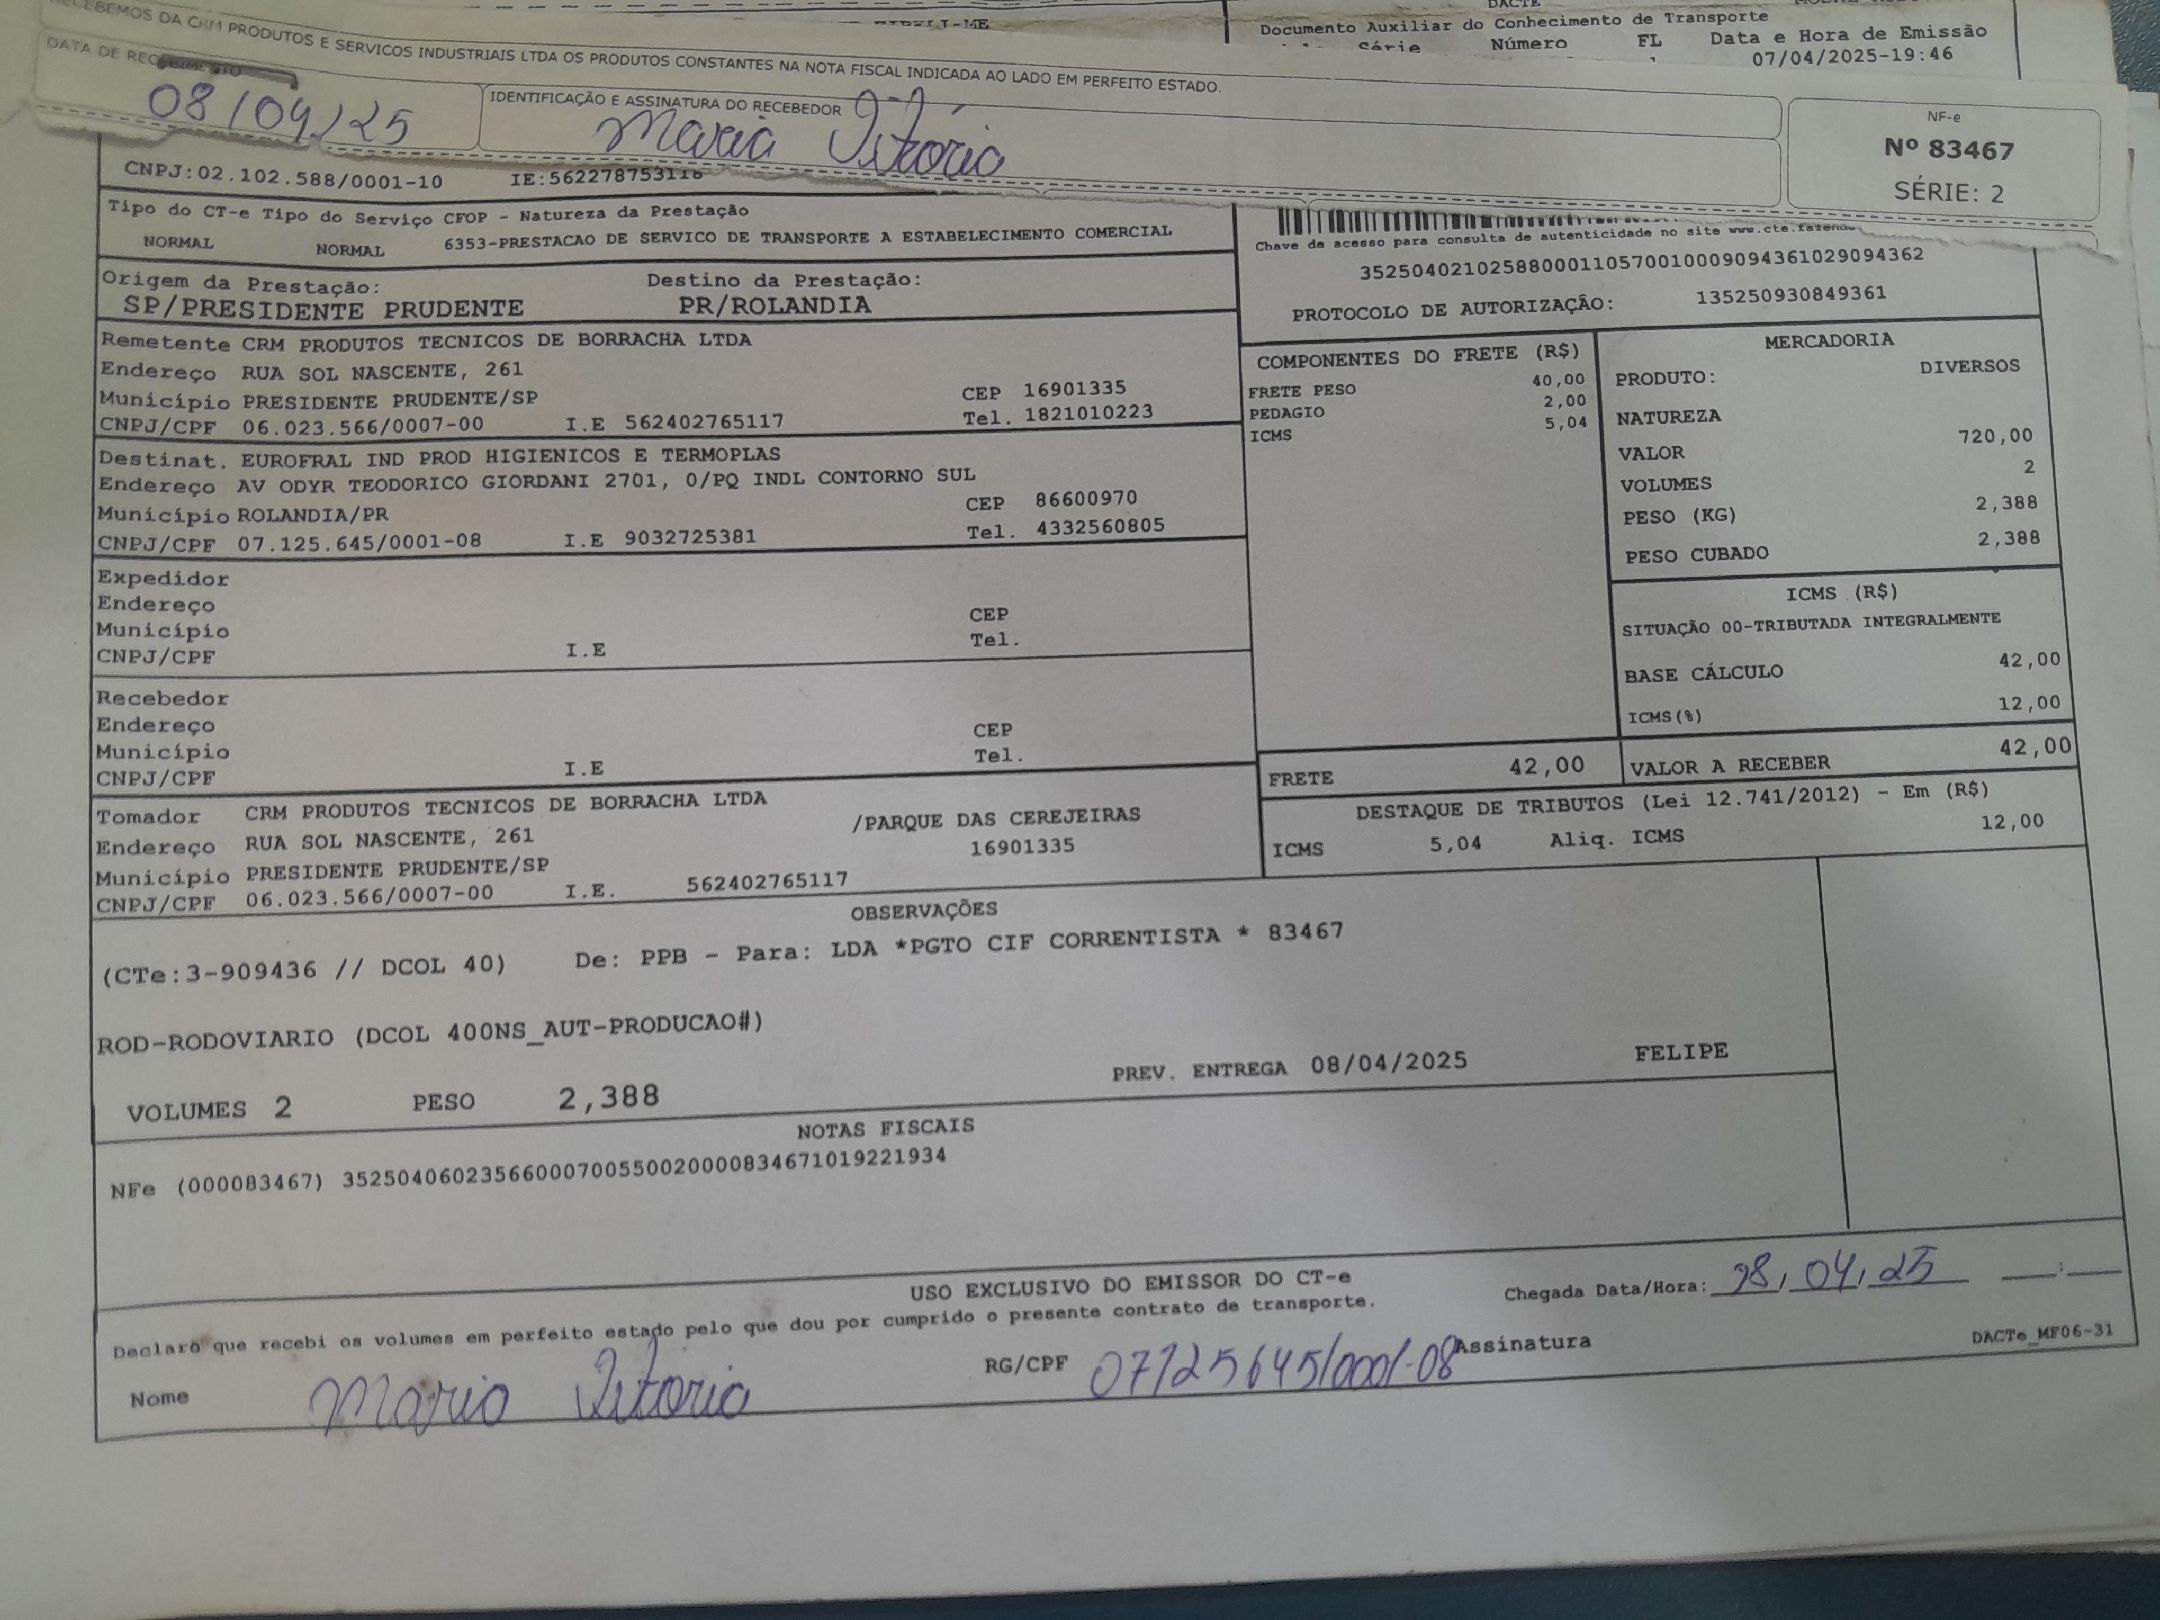 DACTE
Documento Auxiliar do Conhecimento de Transporte
Série Número FL Data e Hora de Emissão
07/04/2025-19:46
RECEBEMOS DA CRM PRODUTOS E SERVICOS INDUSTRIAIS LTDA OS PRODUTOS CONSTANTES NA NOTA FISCAL INDICADA AO LADO EM PERFEITO ESTADO.
DATA DE RECEBIMENTO
08/04/25
IDENTIFICAÇÃO E ASSINATURA DO RECEBEDOR
Maria Vitória
NF-e
Nº 83467
SÉRIE: 2
CNPJ:02.102.588/0001-10 IE:562278753116
Tipo do CT-e Tipo do Serviço CFOP - Natureza da Prestação
NORMAL NORMAL 6353-PRESTACAO DE SERVICO DE TRANSPORTE A ESTABELECIMENTO COMERCIAL
Chave de acesso para consulta de autenticidade no site www.cte.fazenda
35250402102588000110570010009094361029094362
PROTOCOLO DE AUTORIZAÇÃO: 135250930849361
Origem da Prestação: Destino da Prestação:
SP/PRESIDENTE PRUDENTE PR/ROLANDIA
Remetente CRM PRODUTOS TECNICOS DE BORRACHA LTDA
Endereço RUA SOL NASCENTE, 261
Município PRESIDENTE PRUDENTE/SP CEP 16901335
CNPJ/CPF 06.023.566/0007-00 I.E 562402765117 Tel. 1821010223
Destinat. EUROFRAL IND PROD HIGIENICOS E TERMOPLAS
Endereço AV ODYR TEODORICO GIORDANI 2701, 0/PQ INDL CONTORNO SUL
Município ROLANDIA/PR CEP 86600970
CNPJ/CPF 07.125.645/0001-08 I.E 9032725381 Tel. 4332560805
Expedidor
Endereço
Município CEP
CNPJ/CPF I.E Tel.
Recebedor
Endereço
Município CEP
CNPJ/CPF I.E Tel.
Tomador CRM PRODUTOS TECNICOS DE BORRACHA LTDA
Endereço RUA SOL NASCENTE, 261 /PARQUE DAS CEREJEIRAS
Município PRESIDENTE PRUDENTE/SP 16901335
CNPJ/CPF 06.023.566/0007-00 I.E. 562402765117
COMPONENTES DO FRETE (R$)
FRETE PESO 40,00
PEDAGIO 2,00
ICMS 5,04
MERCADORIA
PRODUTO: DIVERSOS
NATUREZA
VALOR 720,00
VOLUMES 2
PESO (KG) 2,388
PESO CUBADO 2,388
ICMS (R$)
SITUAÇÃO 00-TRIBUTADA INTEGRALMENTE
BASE CÁLCULO 42,00
ICMS(%) 12,00
FRETE 42,00 VALOR A RECEBER 42,00
DESTAQUE DE TRIBUTOS (Lei 12.741/2012) - Em (R$)
ICMS 5,04 Aliq. ICMS 12,00
OBSERVAÇÕES
(CTe:3-909436 // DCOL 40) De: PPB - Para: LDA *PGTO CIF CORRENTISTA * 83467
ROD-RODOVIARIO (DCOL 400NS_AUT-PRODUCAO#)
VOLUMES 2 PESO 2,388 PREV. ENTREGA 08/04/2025 FELIPE
NOTAS FISCAIS
NFe (000083467) 35250406023566000700550020000834671019221934
USO EXCLUSIVO DO EMISSOR DO CT-e
Declaro que recebi os volumes em perfeito estado pelo que dou por cumprido o presente contrato de transporte.
Chegada Data/Hora: 08/04/25 __:__
Nome Maria Vitoria RG/CPF 07125645/0001-08 Assinatura
DACTe_MF06-31